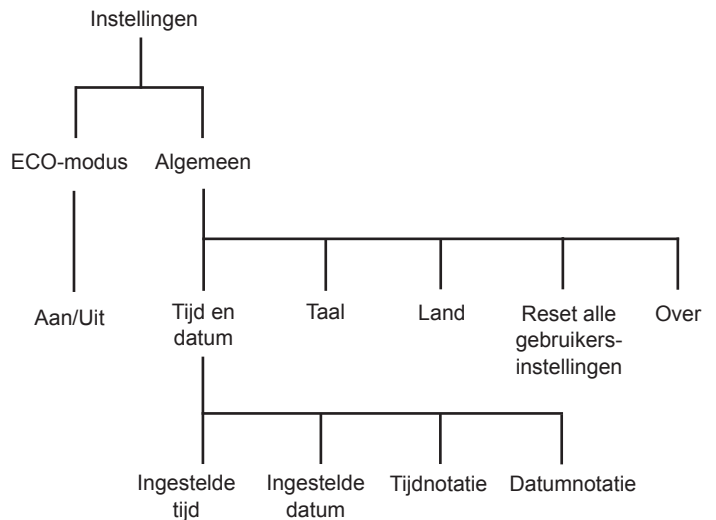 Instellingen
ECO-modus
Algemeen
Aan/Uit
Tijd en
datum
Taal
Land
Reset alle
gebruikers-
instellingen
Over
Ingestelde
tijd
Ingestelde
datum
Tijdnotatie
Datumnotatie